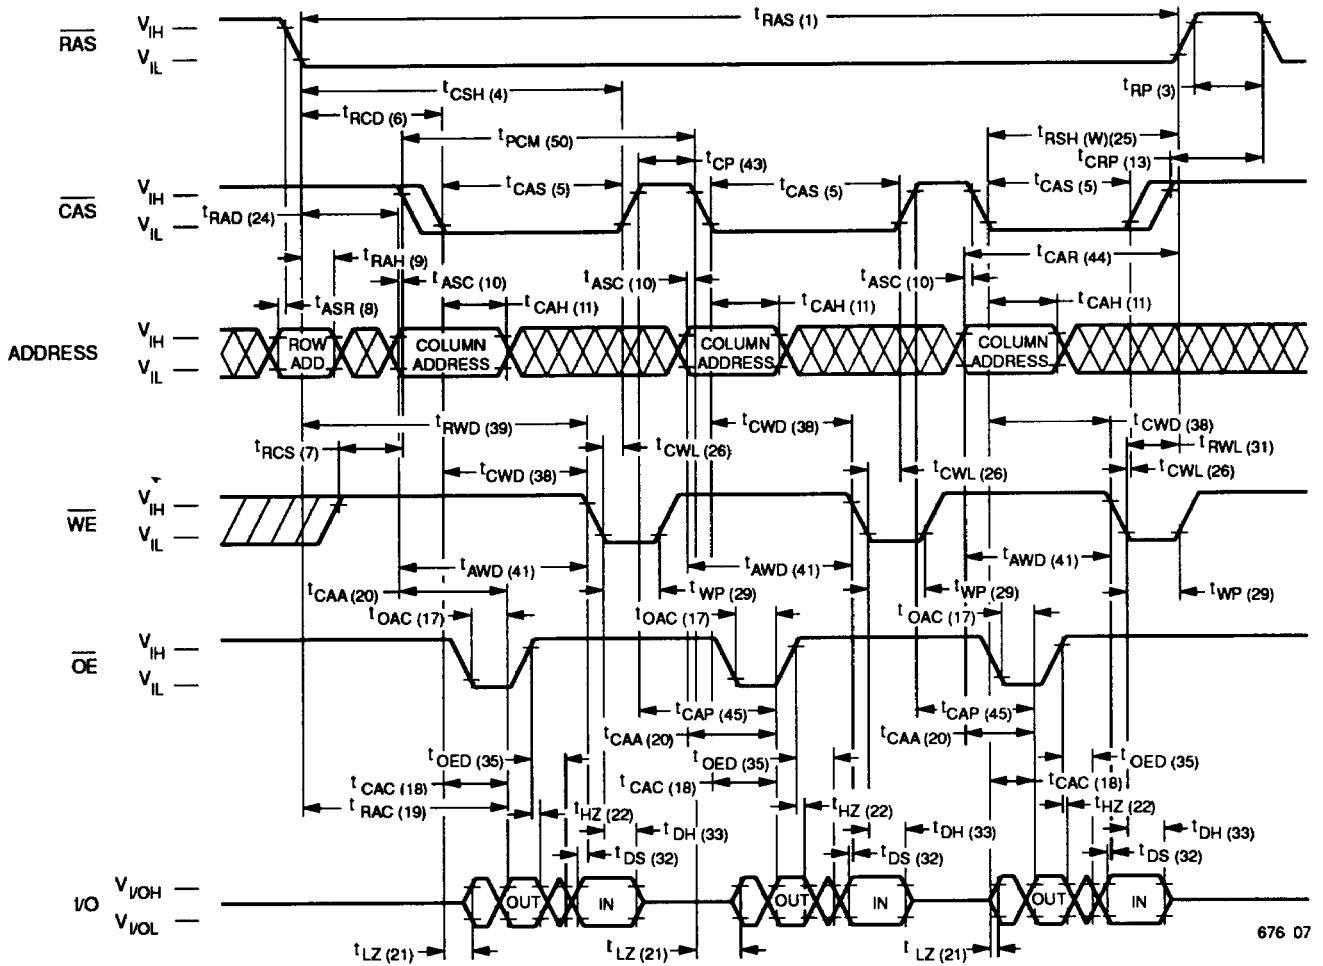 t RAS (1)
RAS
V IH
V IL
t RP (3)
t CSH (4)
t RCD (6)
t PCM (50)
t RSH (W)(25)
t CP (43)
t CRP (13)
CAS
V IH
V IL
t CAS (5)
t CAS (5)
t CAS (5)
t RAD (24)
t RAH (9)
t CAR (44)
t ASC (10)
t ASC (10)
t ASC (10)
t ASR (8)
t CAH (11)
t CAH (11)
t CAH (11)
ADDRESS
V IH
V IL
ROW ADD
COLUMN ADDRESS
COLUMN ADDRESS
COLUMN ADDRESS
t RWD (39)
t CWD (38)
t CWD (38)
t RCS (7)
t CWL (26)
t RWL (31)
t CWD (38)
t CWL (26)
t CWL (26)
WE
V IH
V IL
t AWD (41)
t AWD (41)
t AWD (41)
t CAA (20)
t WP (29)
t WP (29)
t WP (29)
t OAC (17)
t OAC (17)
t OAC (17)
OE
V IH
V IL
t CAP (45)
t CAP (45)
t CAA (20)
t CAA (20)
t OED (35)
t OED (35)
t OED (35)
t CAC (18)
t CAC (18)
t CAC (18)
t RAC (19)
t HZ (22)
t HZ (22)
t HZ (22)
t DH (33)
t DH (33)
t DH (33)
t DS (32)
t DS (32)
t DS (32)
I/O
V I/OH
V I/OL
OUT
IN
OUT
IN
OUT
IN
t LZ (21)
t LZ (21)
t LZ (21)
676 07